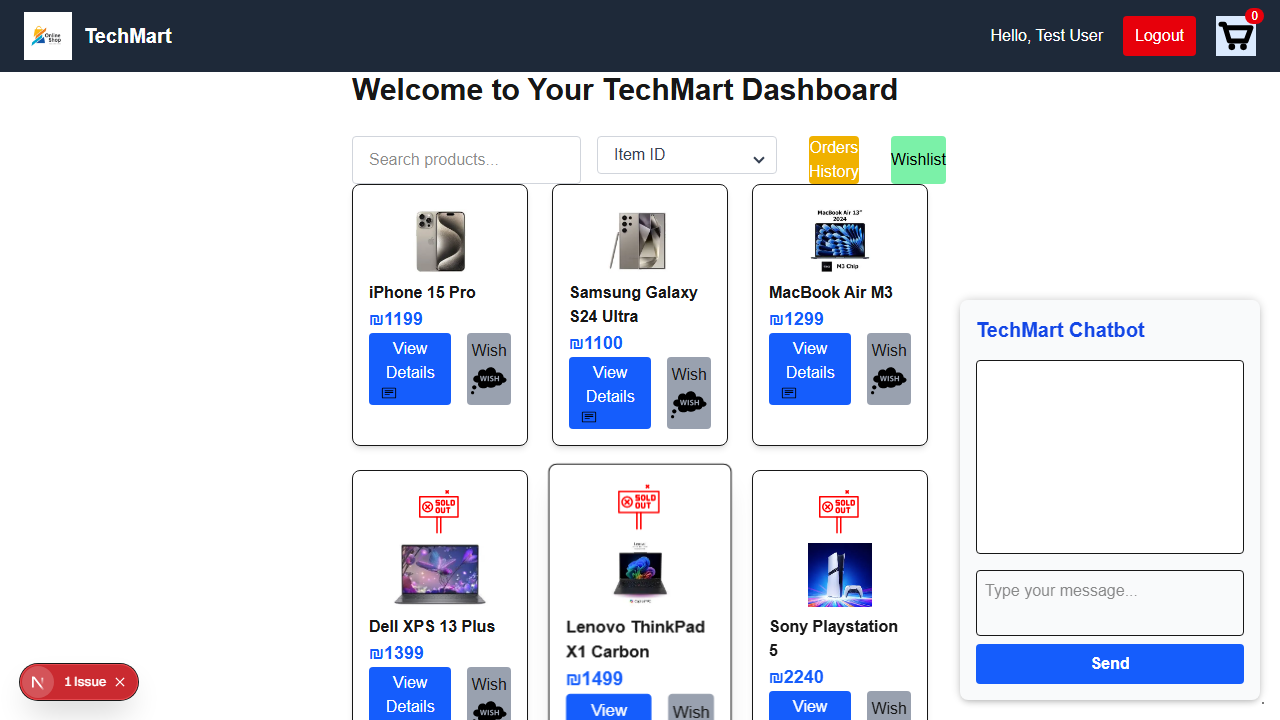 Online
Shop
TechMart
Hello, Test User
Logout
0
Welcome to Your TechMart Dashboard
Search products...
Item ID
Orders
History
Wishlist
iPhone 15 Pro
₪1199
View
Details
Wish
WISH
Samsung Galaxy
S24 Ultra
₪1100
View
Details
Wish
WISH
MacBook Air 13"
2024
M3 Chip
MacBook Air M3
₪1299
View
Details
Wish
WISH
SOLD
OUT
Dell XPS 13 Plus
₪1399
View
Details
Wish
WISH
SOLD
OUT
Lenovo ThinkPad
X1 Carbon
₪1499
View
Wish
SOLD
OUT
Sony Playstation
5
₪2240
View
Wish
TechMart Chatbot
Type your message...
Send
.
N
1 Issue